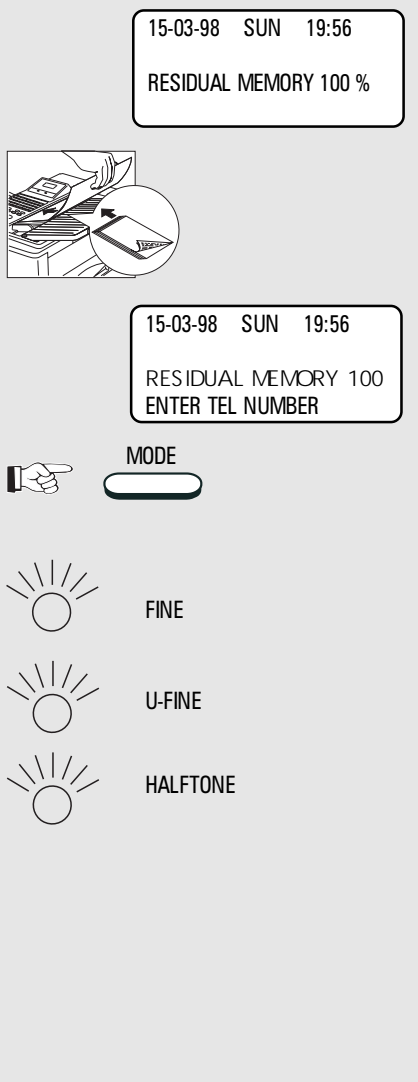 15-03-98 SUN 19:56
RESIDUAL MEMORY 100 %
15-03-98 SUN 19:56
RESIDUAL MEMORY 100
ENTER TEL NUMBER
MODE
FINE
U-FINE
HALFTONE